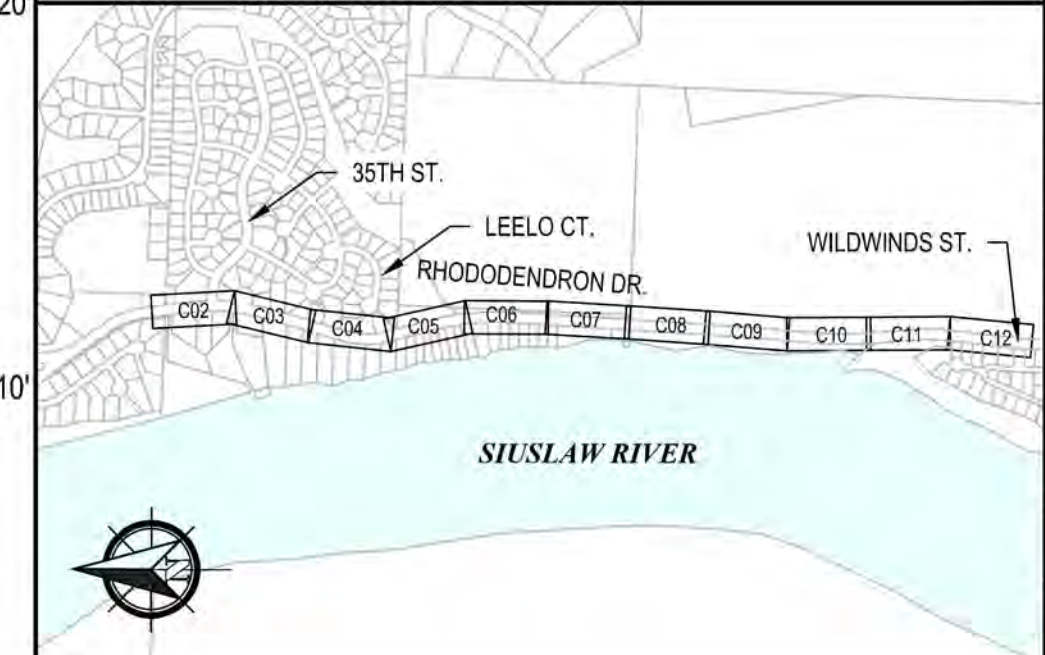 20'
35TH ST.
LEELO CT.
WILDWINDS ST.
RHODODENDRON DR.
C02
C03
C04
C05
C06
C07
C08
C09
C10
C11
C12
10'
SIUSLAW RIVER
N